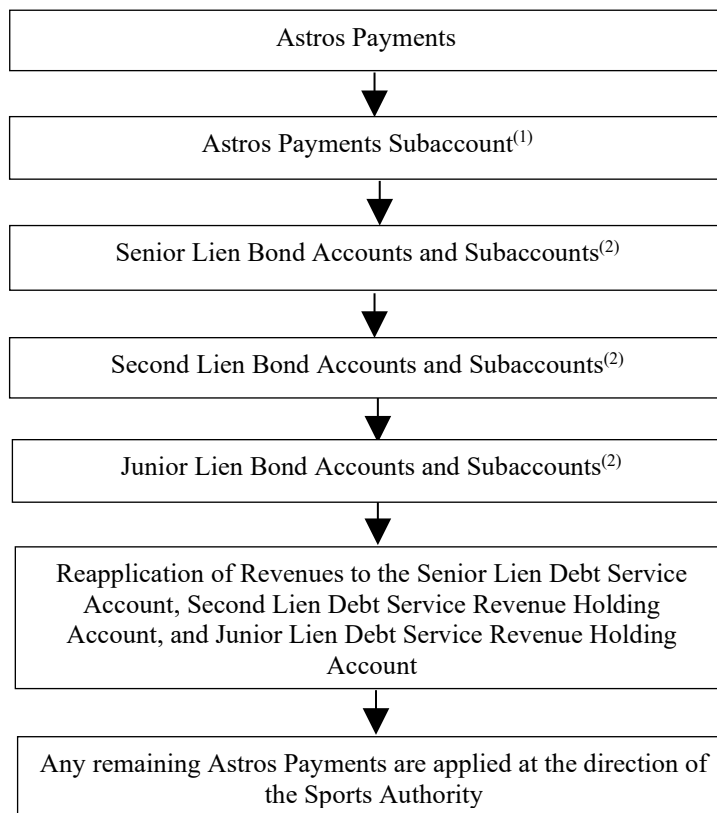 Astros Payments
Astros Payments Subaccount(1)
Senior Lien Bond Accounts and Subaccounts(2)
Second Lien Bond Accounts and Subaccounts(2)
Junior Lien Bond Accounts and Subaccounts(2)
Reapplication of Revenues to the Senior Lien Debt Service
Account, Second Lien Debt Service Revenue Holding
Account, and Junior Lien Debt Service Revenue Holding
Account
Any remaining Astros Payments are applied at the direction of
the Sports Authority